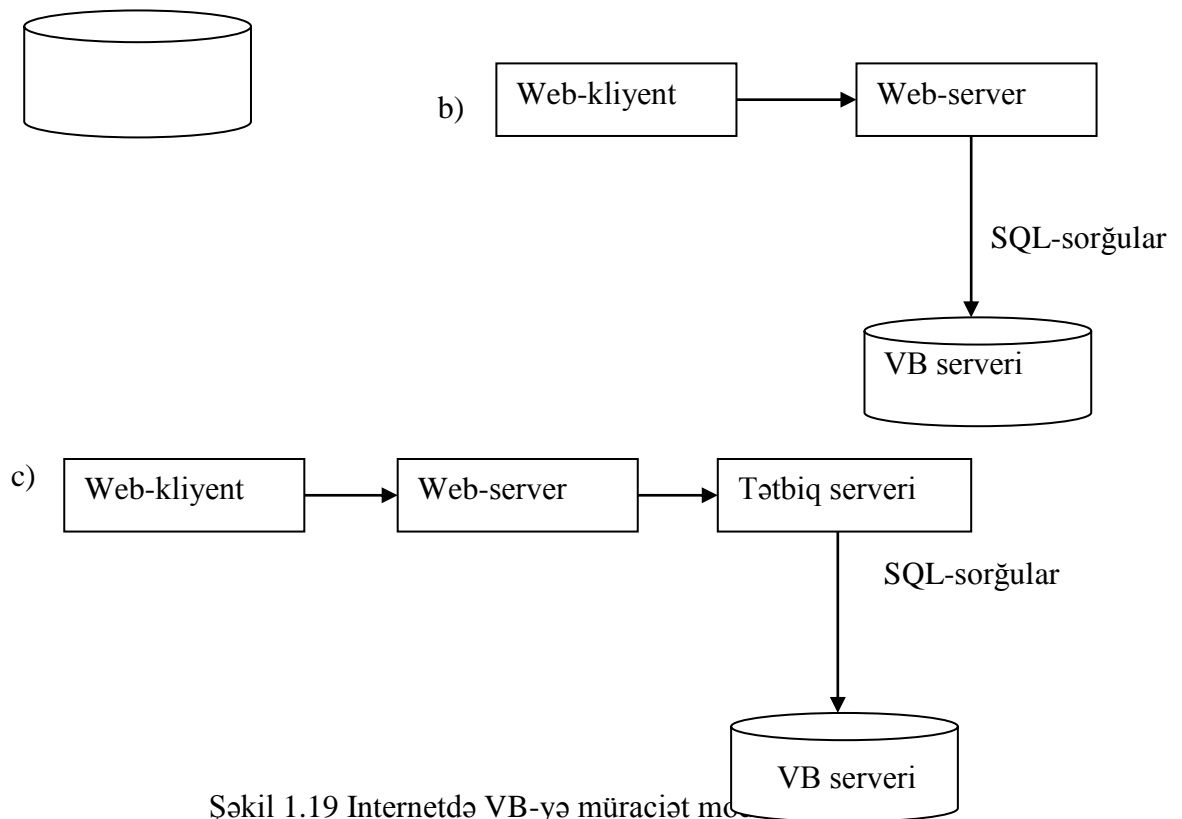 b) Web-kliyent Web-server
SQL-sorğular
VB serveri
c) Web-kliyent Web-server Tətbiq serveri
SQL-sorğular
VB serveri
Şəkil 1.19 Internetdə VB-yə müraciət